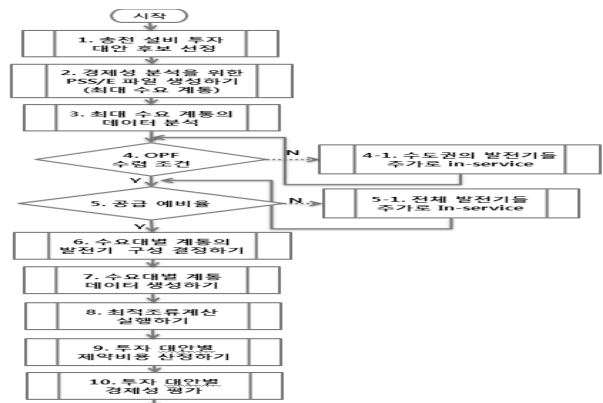 시작
1. 송전 설비 투자
대안 후보 선정
2. 경제성 분석을 위한
PSS/E 파일 생성하기
(최대 수요 계통)
3. 최대 수요 계통의
데이터 분석
4. OPF
수렴 조건
N
4-1. 수도권의 발전기들
추가로 in-service
Y
5. 공급 예비율
N
5-1. 전체 발전기들
추가로 In-service
Y
6. 수요대별 계통의
발전기 구성 결정하기
7. 수요대별 계통
데이터 생성하기
8. 최적조류계산
실행하기
9. 투자 대안별
제약비용 산정하기
10. 투자 대안별
경제성 평가